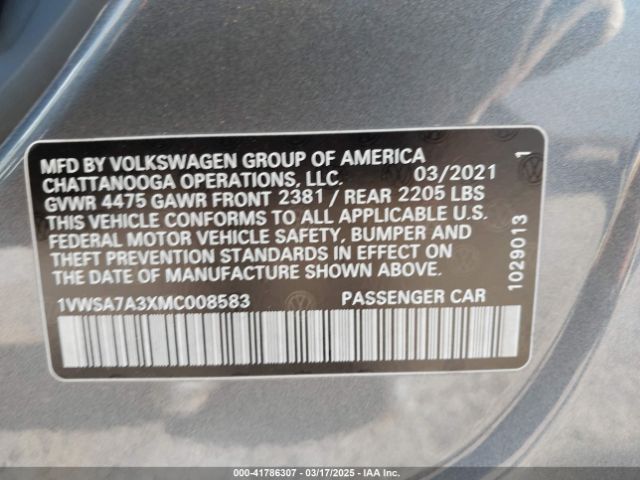 MFD BY VOLKSWAGEN GROUP OF AMERICA
CHATTANOOGA OPERATIONS, LLC. 03/2021
GVWR 4475 GAWR FRONT 2381 / REAR 2205 LBS
THIS VEHICLE CONFORMS TO ALL APPLICABLE U.S.
FEDERAL MOTOR VEHICLE SAFETY, BUMPER AND
THEFT PREVENTION STANDARDS IN EFFECT ON
THE DATE OF MANUFACTURE SHOWN ABOVE.
1VWSA7A3XMC008583 PASSENGER CAR
1029013 1
000-41786307 — 03/17/2025 — IAA Inc.